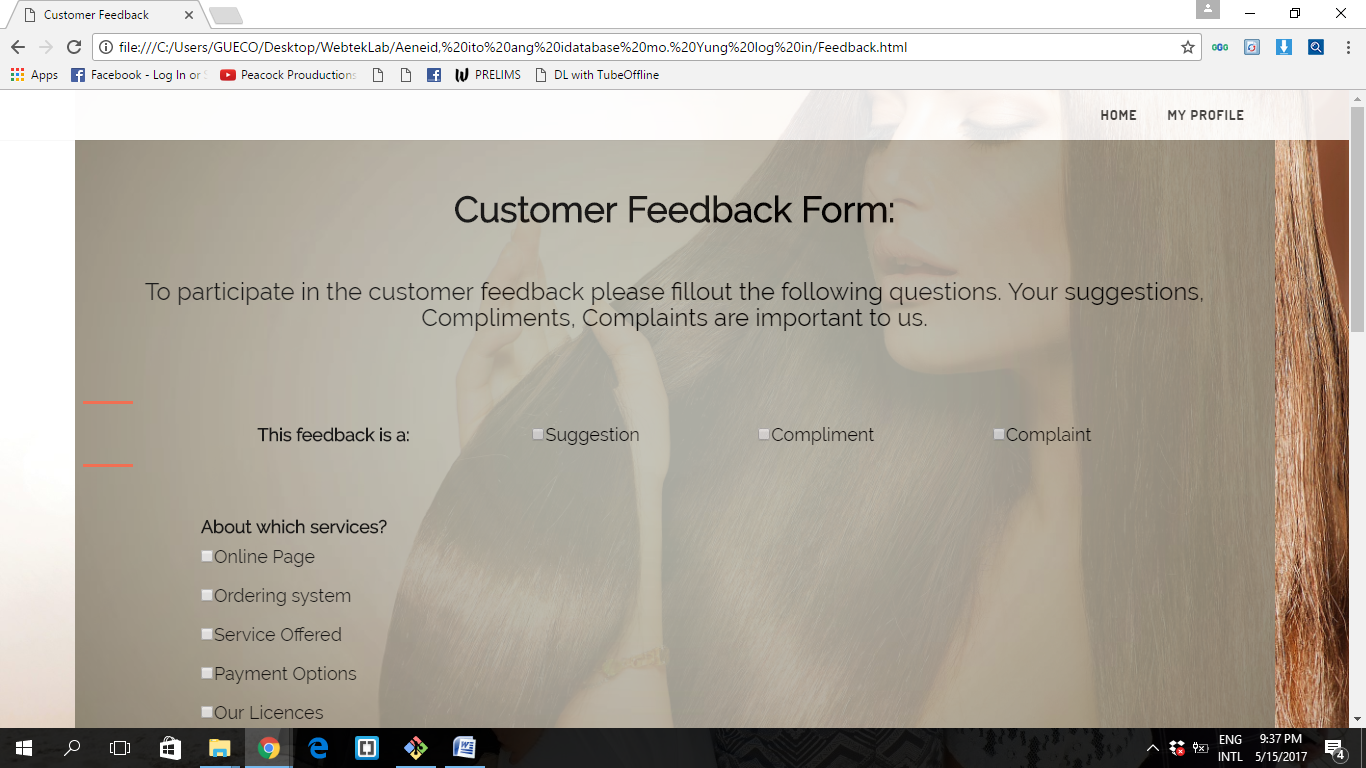 Customer Feedback
file:///C:/Users/GUECO/Desktop/WebtekLab/Aeneid,%20ito%20ang%20idatabase%20mo.%20Yung%20log%20in/Feedback.html
Apps Facebook - Log In or Peacock Prouductions PRELIMS DL with TubeOffline
HOME MY PROFILE
Customer Feedback Form:
To participate in the customer feedback please fillout the following questions. Your suggestions,
Compliments, Complaints are important to us.
This feedback is a: Suggestion Compliment Complaint
About which services?
Online Page
Ordering system
Service Offered
Payment Options
Our Licences
ENG 9:37 PM
INTL 5/15/2017 4